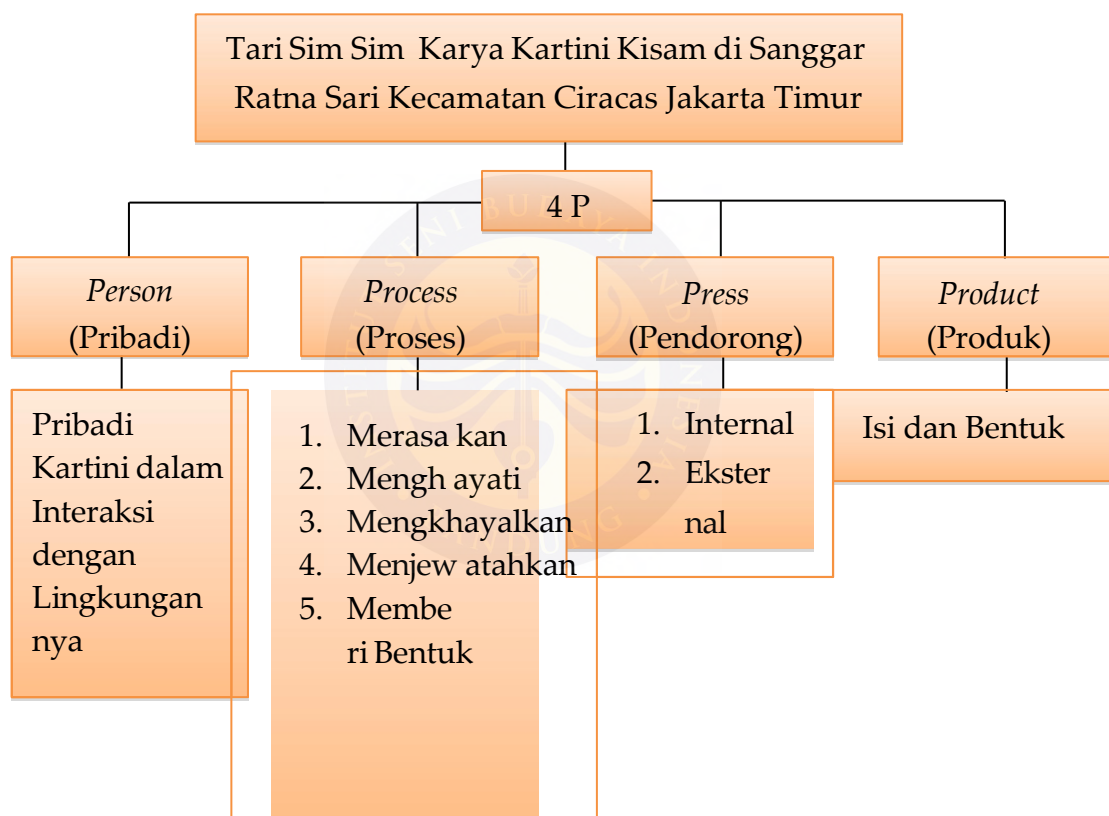 Tari Sim Sim Karya Kartini Kisam di Sanggar
Ratna Sari Kecamatan Ciracas Jakarta Timur
4 P
Person
(Pribadi)
Process
(Proses)
Press
(Pendorong)
Product
(Produk)
Pribadi
Kartini dalam
Interaksi
dengan
Lingkungan
nya
1. Merasa kan
2. Mengh ayati
3. Mengkhayalkan
4. Menjew atahkan
5. Membe
ri Bentuk
1. Internal
2. Ekster
nal
Isi dan Bentuk